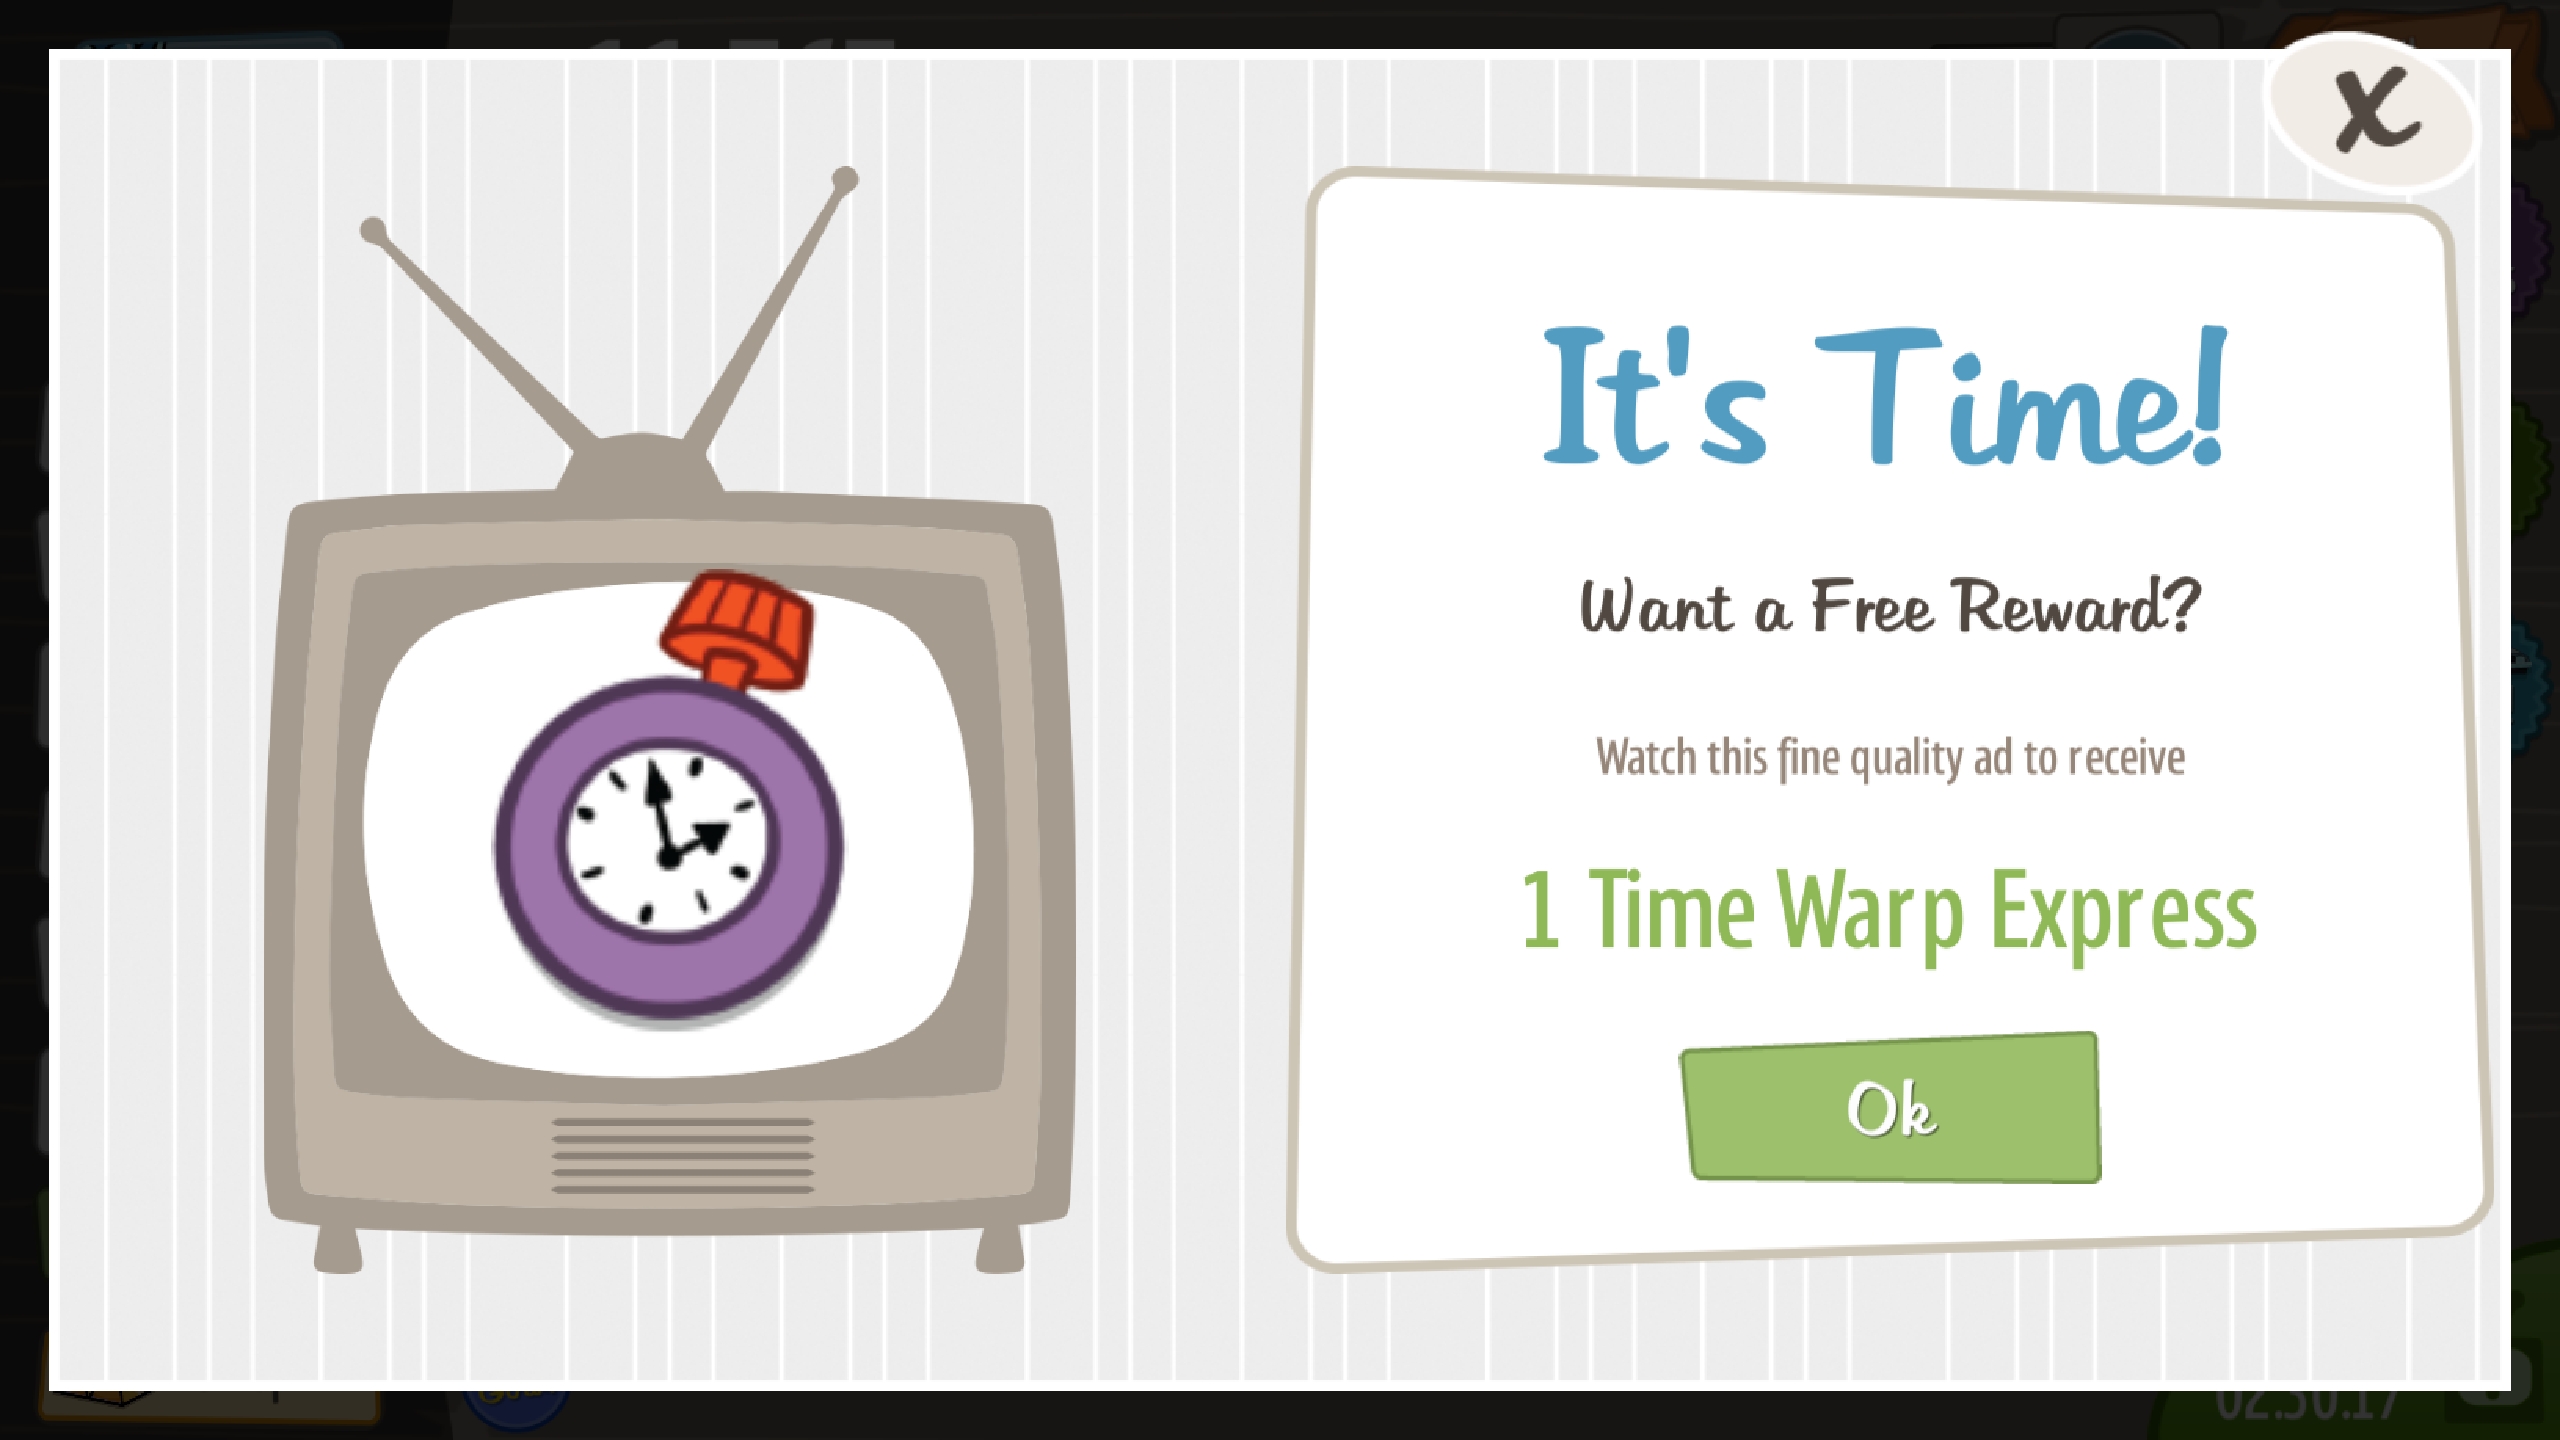 X
It's Time!
Want a Free Reward?
Watch this fine quality ad to receive
1 Time Warp Express
Ok